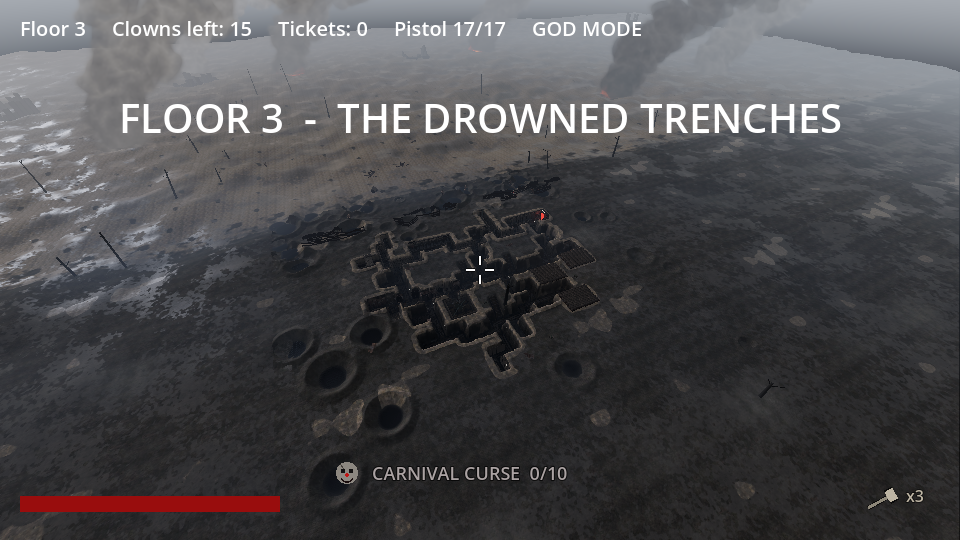 Floor 3 Clowns left: 15 Tickets: 0 Pistol 17/17 GOD MODE
FLOOR 3 - THE DROWNED TRENCHES
CARNIVAL CURSE 0/10
x3